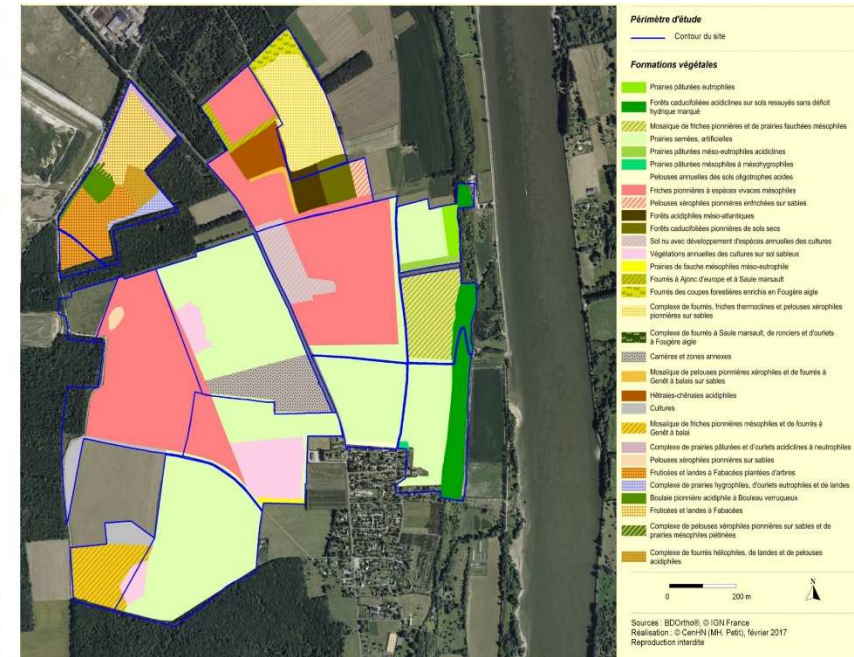 Périmètre d'étude
Contour du site
Formations végétales
Prairies pâturées eutrophiles
Forêts caducifoliées acidiclines sur sols ressuyés sans déficit
hydrique marqué
Mosaïque de friches pionnières et de prairies fauchées mésophiles
Prairies semées, artificielles
Prairies pâturées méso-eutrophiles acidiclines
Prairies pâturées mésophiles à mésohygrophiles
Pelouses annuelles des sols oligotrophes acides
Friches pionnières à espèces vivaces mésophiles
Pelouses xérophiles pionnières enfrichées sur sables
Forêts acidiphiles méso-atlantiques
Forêts caducifoliées pionnières de sols secs
Sol nu avec développement d'espèces annuelles des cultures
Végétations annuelles des cultures sur sol sableux
Prairies de fauche mésophiles méso-eutrophile
Fourrés à Ajonc d'europe et à Saule marsault
Fourrés des coupes forestières enrichis en Fougère aigle
Complexe de fourrés, friches thermoclines et pelouses xérophiles
pionnières sur sables
Complexe de fourrés à Saule marsault, de ronciers et d'ourlets
à Fougère aigle
Carrières et zones annexes
Mosaïque de pelouses pionnières xérophiles et de fourrés à
Genêt à balais sur sables
Hêtraies-chênaies acidiphiles
Cultures
Mosaïque de friches pionnières mésophiles et de fourrés à
Genêt à balai
Complexe de prairies pâturées et d'ourlets acidiclines à neutrophiles
Pelouses xérophiles pionnières sur sables
Fruticées et landes à Fabacées plantées d'arbres
Complexe de prairies hygrophiles, d'ourlets eutrophiles et de landes
Boulaie pionnière acidiphile à Bouleau verruqueux
Fruticées et landes à Fabacées
Complexe de pelouses xérophiles pionnières sur sables et de
prairies mésophiles piétinées
Complexe de fourrés héliophiles, de landes et de pelouses
acidiphiles
N
0 200 m
Sources : BDOrtho®, © IGN France
Réalisation : © CenHN (MH. Petit), février 2017
Reproduction interdite